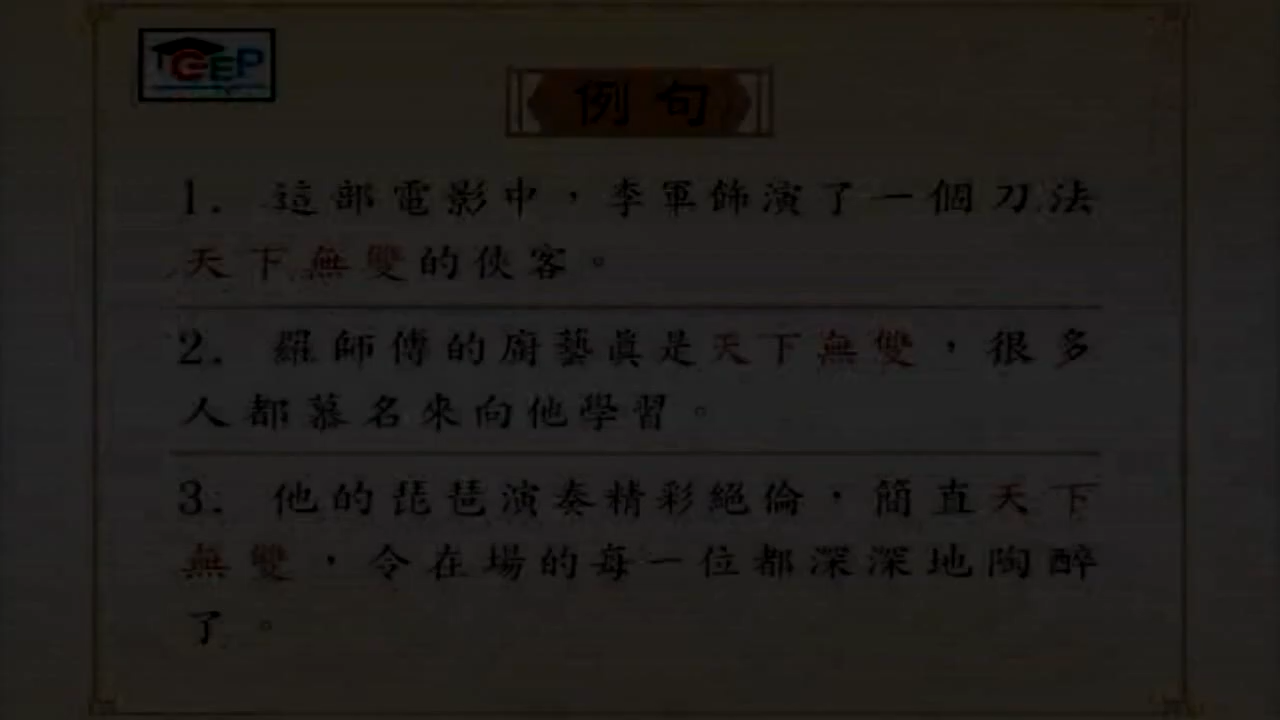 GEP
例句
1. 這部電影中，李軍飾演了一個刀法
天下無雙的俠客。
2. 羅師傅的廚藝真是天下無雙，很多
人都慕名來向他學習。
3. 他的琵琶演奏精彩絕倫，簡直天下
無雙，令在場的每一位都深深地陶醉
了。